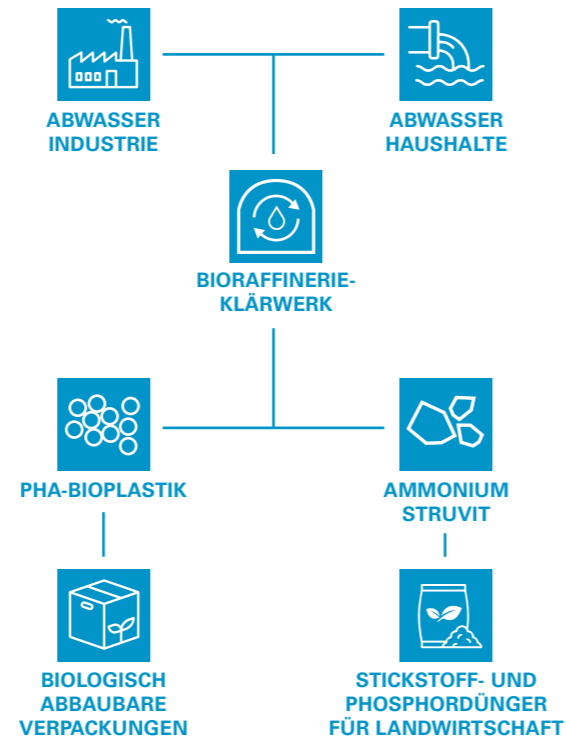 ABWASSER
INDUSTRIE
ABWASSER
HAUSHALTE
BIORAFFINERIE-
KLÄRWERK
PHA-BIOPLASTIK
AMMONIUM
STRUVIT
BIOLOGISCH
ABBAUBARE
VERPACKUNGEN
STICKSTOFF- UND
PHOSPHORDÜNGER
FÜR LANDWIRTSCHAFT